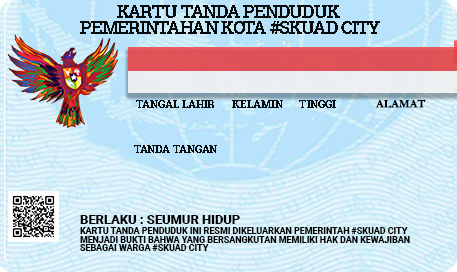 KARTU TANDA PENDUDUK
PEMERINTAHAN KOTA #SKUAD CITY
TANGAL LAHIR KELAMIN TINGGI ALAMAT
TANDA TANGAN
BERLAKU : SEUMUR HIDUP
KARTU TANDA PENDUDUK INI RESMI DIKELUARKAN PEMERINTAH #SKUAD CITY
MENJADI BUKTI BAHWA YANG BERSANGKUTAN MEMILIKI HAK DAN KEWAJIBAN
SEBAGAI WARGA #SKUAD CITY